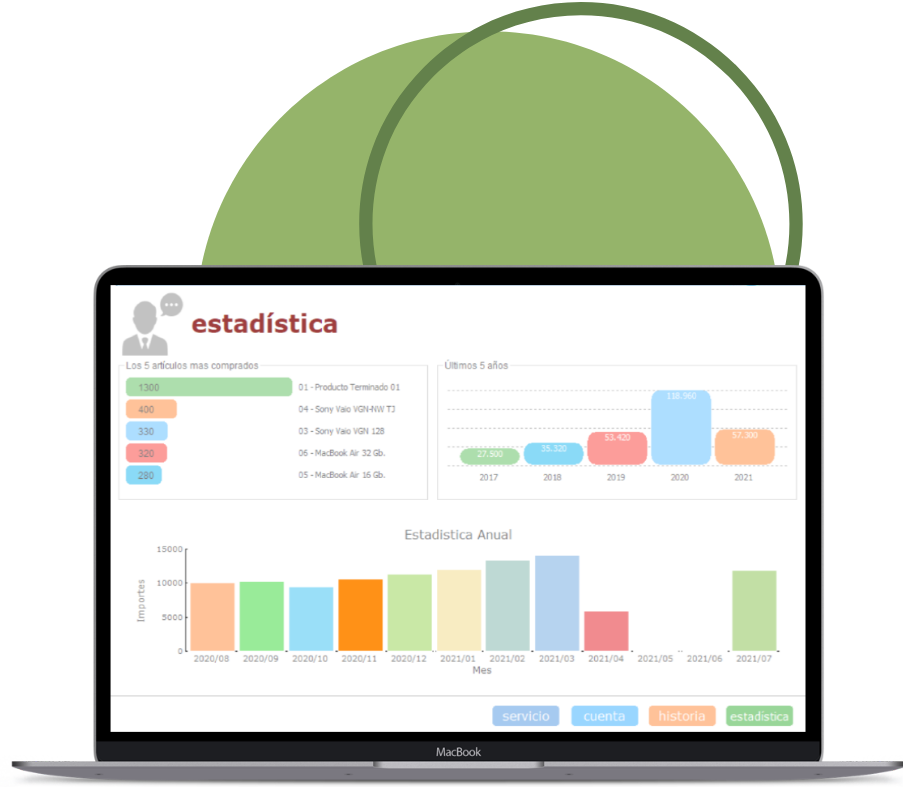 estadística
Los 5 artículos mas comprados
1300 01 - Producto Terminado 01
400 04 - Sony Vaio VGN-NW TJ
330 03 - Sony Vaio VGN 128
320 06 - MacBook Air 32 Gb.
280 05 - MacBook Air 16 Gb.
Últimos 5 años
27.500 35.320 53.420 118.560 57.300
2017 2018 2019 2020 2021
Estadistica Anual
Importes
15000
10000
5000
0
2020/08 2020/09 2020/10 2020/11 2020/12 2021/01 2021/02 2021/03 2021/04 2021/05 2021/06 2021/07
Mes
servicio cuenta historia estadística
MacBook